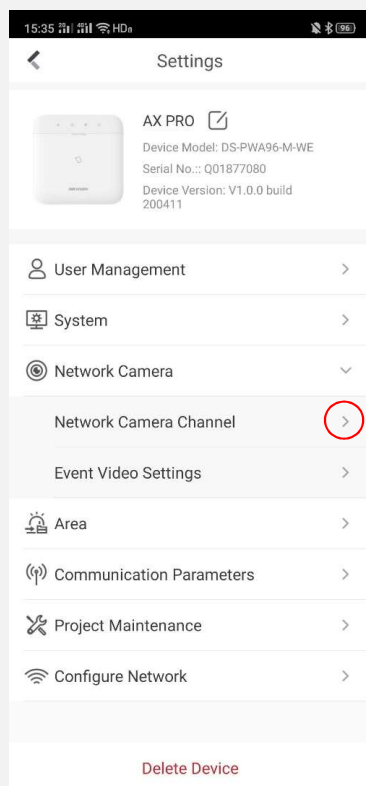 15:35 HD
96
Settings
AX PRO
Device Model: DS-PWA96-M-WE
Serial No.:: Q01877080
Device Version: V1.0.0 build
200411
User Management
System
Network Camera
Network Camera Channel
Event Video Settings
Area
Communication Parameters
Project Maintenance
Configure Network
Delete Device